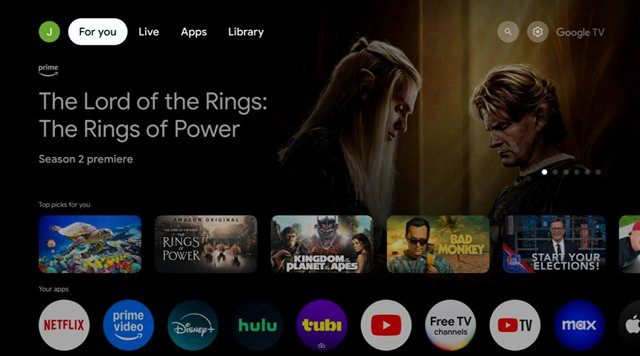 J
For you
Live
Apps
Library
Google TV
prime
The Lord of the Rings:
The Rings of Power
Season 2 premiere
Top picks for you
AMAZON ORIGINAL
THE LORD OF THE RINGS
THE
RINGS
OF
POWER
KINGDOM
OF THE
PLANET OF THE APES
BAD
MONKEY
START YOUR
ELECTIONS!
Your apps
NETFLIX
prime
video
Disney+
hulu
tubi
Free TV
channels
TV
max